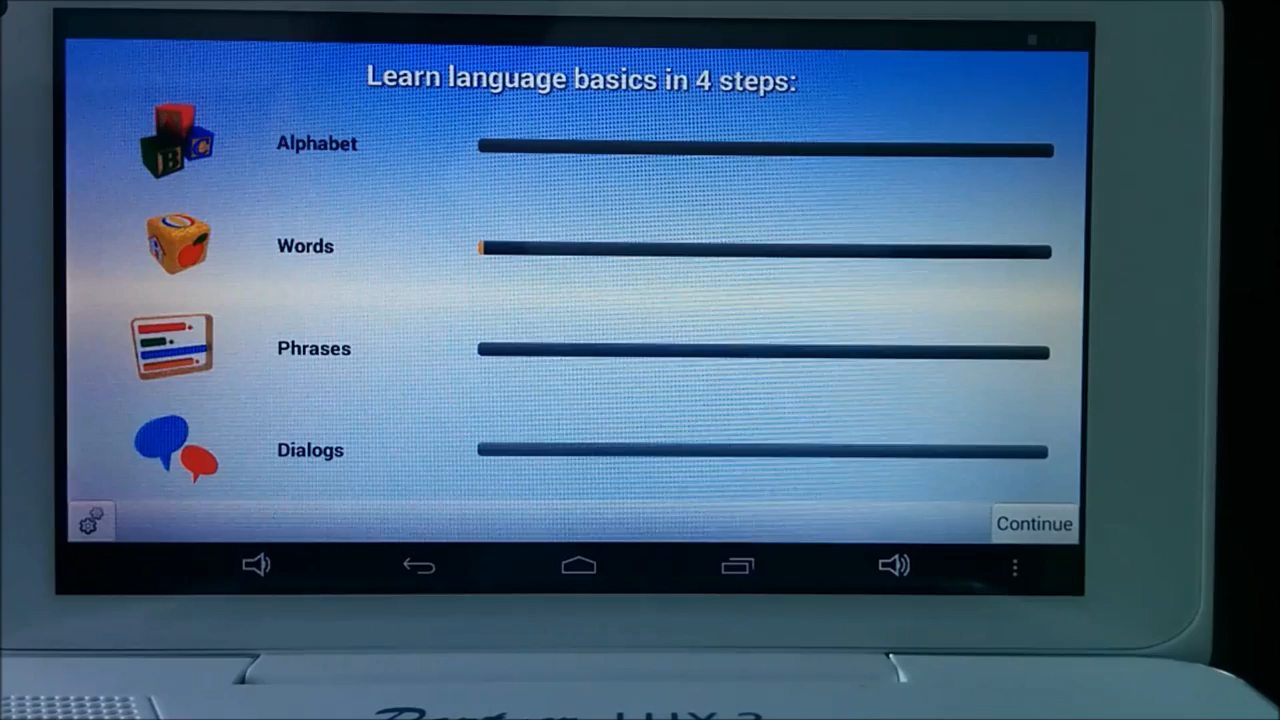 Learn language basics in 4 steps:
Alphabet
Words
Phrases
Dialogs
Continue